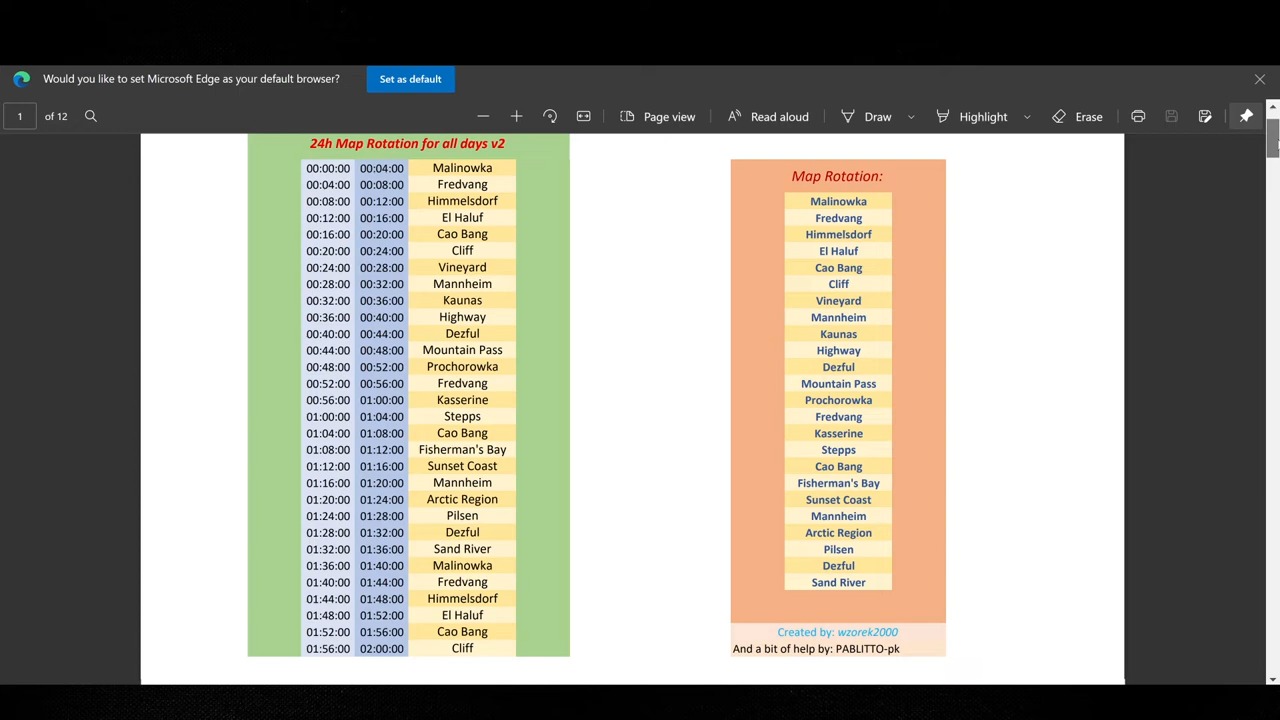 Would you like to set Microsoft Edge as your default browser? Set as default
1 of 12 Page view Read aloud Draw Highlight Erase
24h Map Rotation for all days v2
00:00:00 00:04:00 Malinowka
00:04:00 00:08:00 Fredvang
00:08:00 00:12:00 Himmelsdorf
00:12:00 00:16:00 El Haluf
00:16:00 00:20:00 Cao Bang
00:20:00 00:24:00 Cliff
00:24:00 00:28:00 Vineyard
00:28:00 00:32:00 Mannheim
00:32:00 00:36:00 Kaunas
00:36:00 00:40:00 Highway
00:40:00 00:44:00 Dezful
00:44:00 00:48:00 Mountain Pass
00:48:00 00:52:00 Prochorowka
00:52:00 00:56:00 Fredvang
00:56:00 01:00:00 Kasserine
01:00:00 01:04:00 Stepps
01:04:00 01:08:00 Cao Bang
01:08:00 01:12:00 Fisherman's Bay
01:12:00 01:16:00 Sunset Coast
01:16:00 01:20:00 Mannheim
01:20:00 01:24:00 Arctic Region
01:24:00 01:28:00 Pilsen
01:28:00 01:32:00 Dezful
01:32:00 01:36:00 Sand River
01:36:00 01:40:00 Malinowka
01:40:00 01:44:00 Fredvang
01:44:00 01:48:00 Himmelsdorf
01:48:00 01:52:00 El Haluf
01:52:00 01:56:00 Cao Bang
01:56:00 02:00:00 Cliff
Map Rotation:
Malinowka
Fredvang
Himmelsdorf
El Haluf
Cao Bang
Cliff
Vineyard
Mannheim
Kaunas
Highway
Dezful
Mountain Pass
Prochorowka
Fredvang
Kasserine
Stepps
Cao Bang
Fisherman's Bay
Sunset Coast
Mannheim
Arctic Region
Pilsen
Dezful
Sand River
Created by: wzorek2000
And a bit of help by: PABLITTO-pk